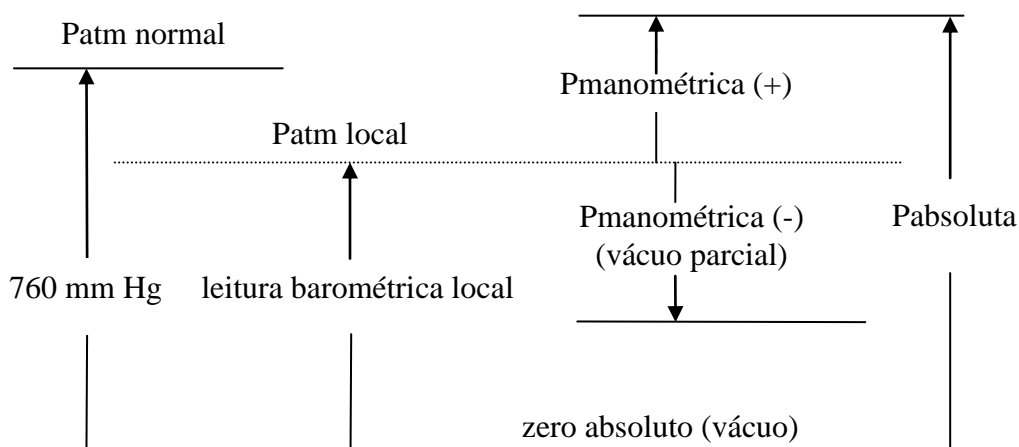 Patm normal
Pmanométrica (+)
Patm local
Pmanométrica (-)
(vácuo parcial)
Pabsoluta
760 mm Hg
leitura barométrica local
zero absoluto (vácuo)